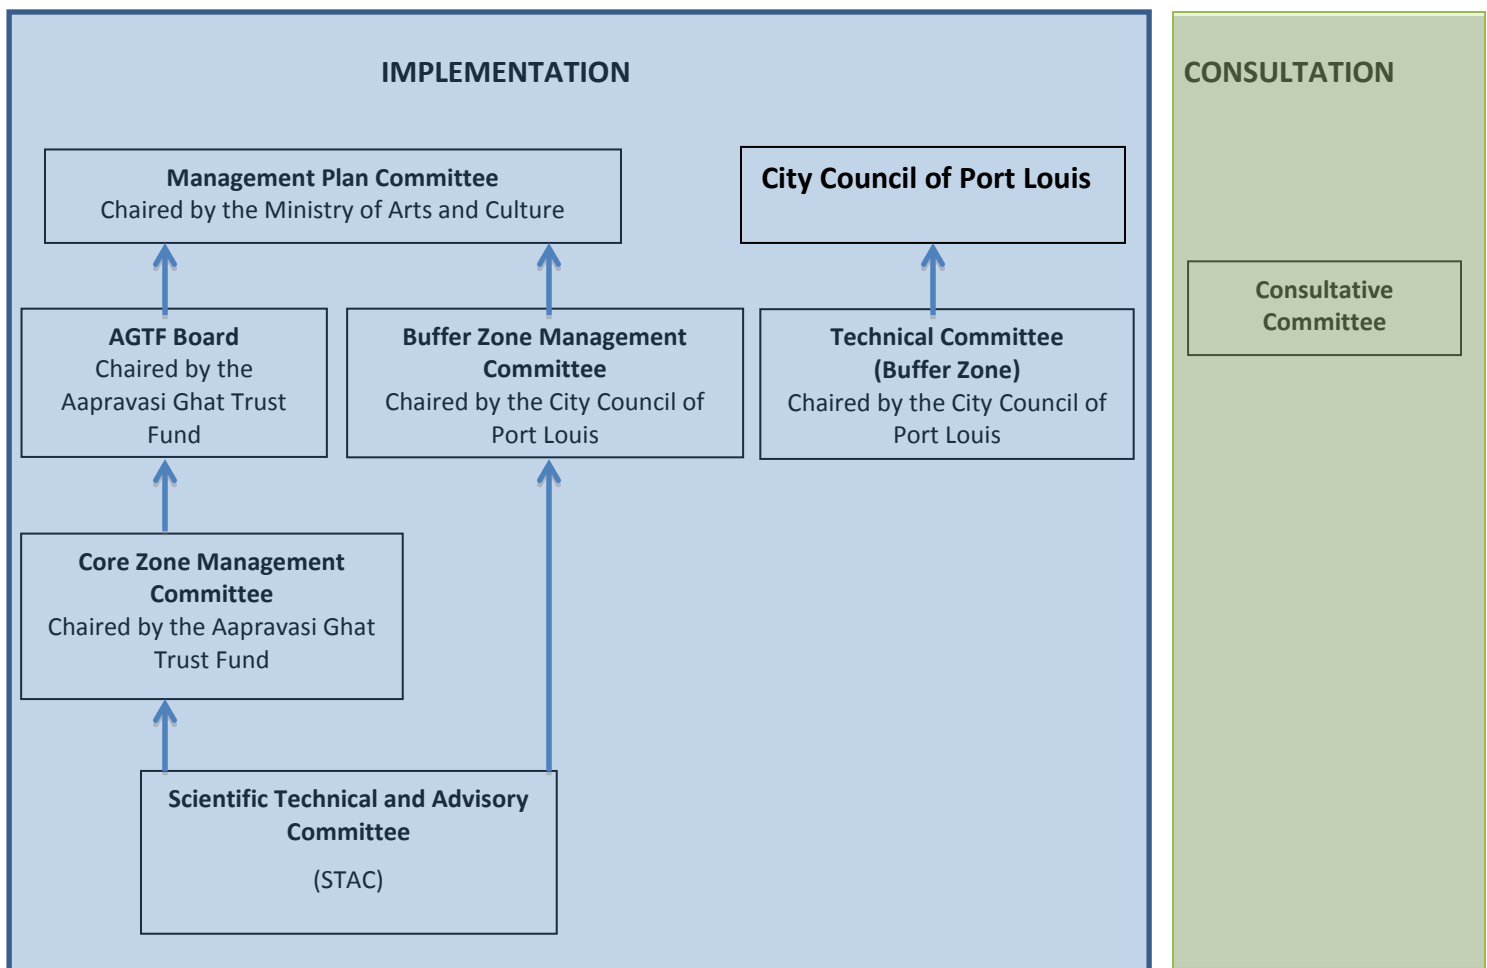 IMPLEMENTATION
CONSULTATION
Management Plan Committee
Chaired by the Ministry of Arts and Culture
City Council of Port Louis
Consultative
Committee
AGTF Board
Chaired by the
Aapravasi Ghat Trust
Fund
Buffer Zone Management
Committee
Chaired by the City Council of
Port Louis
Technical Committee
(Buffer Zone)
Chaired by the City Council of
Port Louis
Core Zone Management
Committee
Chaired by the Aapravasi Ghat
Trust Fund
Scientific Technical and Advisory
Committee
(STAC)